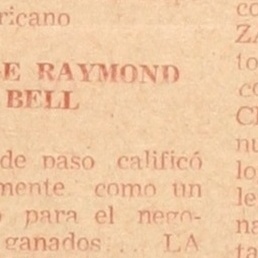 ricano
E RAYMOND
BELL
de paso calificó
mente, como un
para el nego-
ganados... LA
co
ZA
to
co
C
nu
lo
le
na
ta